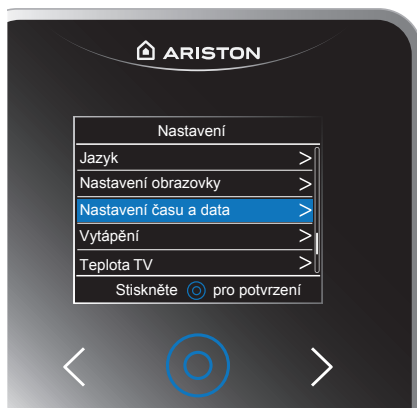 ARISTON
Nastavení
Jazyk >
Nastavení obrazovky >
Nastavení času a data >
Vytápění >
Teplota TV >
Stiskněte pro potvrzení